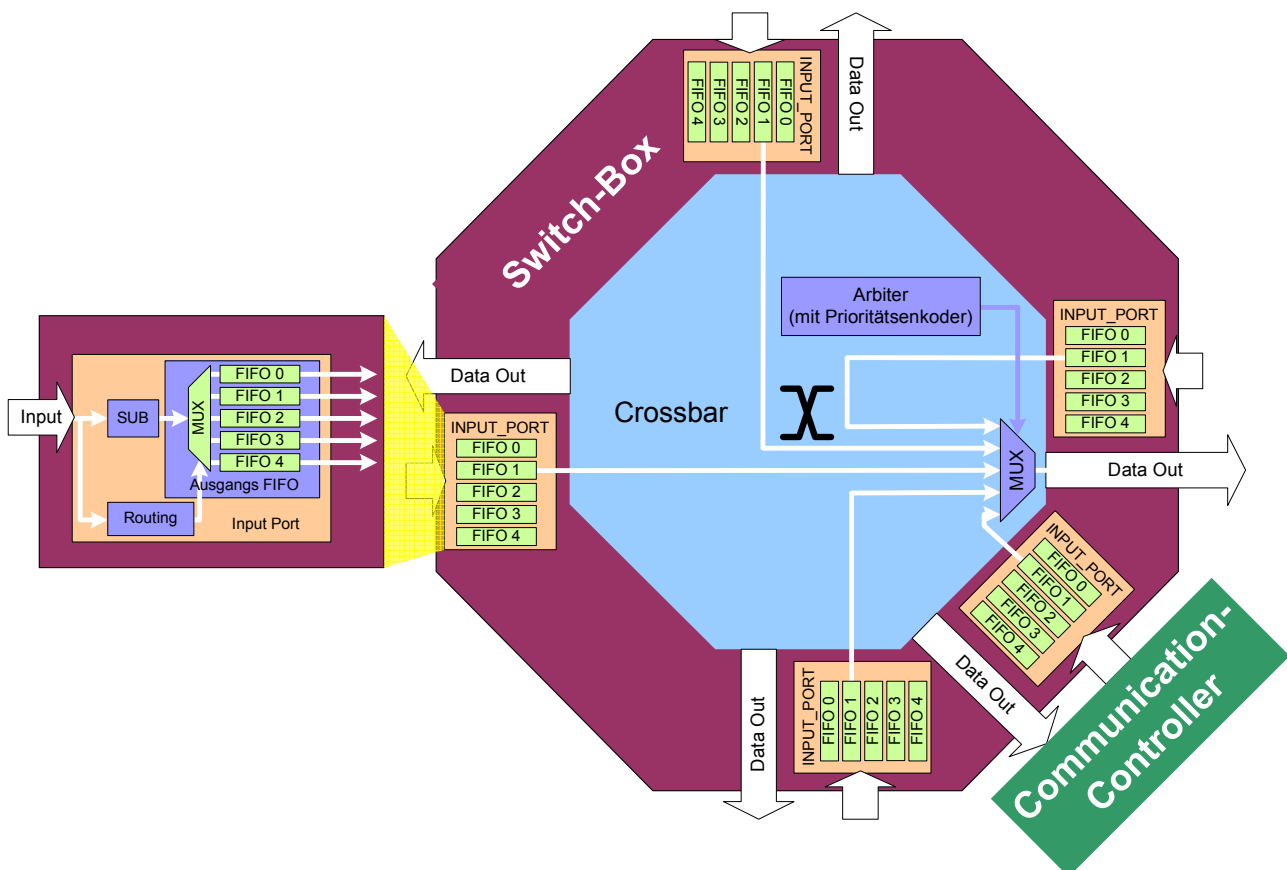 INPUT_PORT
FIFO 0
FIFO 1
FIFO 2
FIFO 3
FIFO 4
Data Out
Switch-Box
Arbiter
(mit Prioritätsenkoder)
INPUT_PORT
FIFO 0
FIFO 1
FIFO 2
FIFO 3
FIFO 4
Data Out
Crossbar
MUX
Data Out
Input
SUB
MUX
FIFO 0
FIFO 1
FIFO 2
FIFO 3
FIFO 4
Ausgangs FIFO
Routing
Input Port
INPUT_PORT
FIFO 0
FIFO 1
FIFO 2
FIFO 3
FIFO 4
INPUT_PORT
FIFO 0
FIFO 1
FIFO 2
FIFO 3
FIFO 4
Data Out
Data Out
INPUT_PORT
FIFO 0
FIFO 1
FIFO 2
FIFO 3
FIFO 4
Communication-
Controller